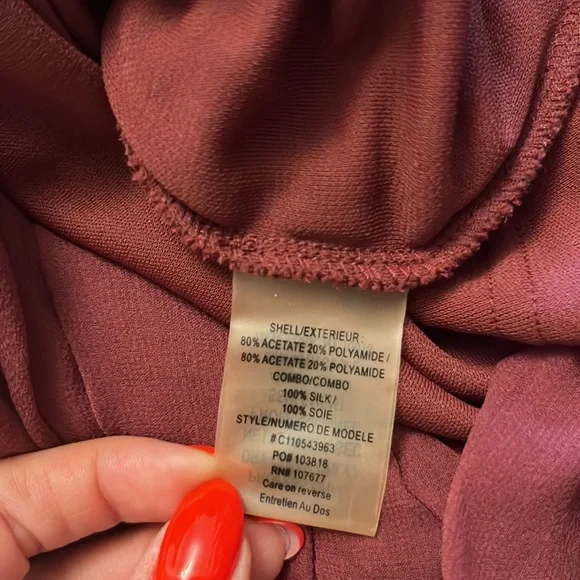 SHELL/EXTERIEUR
80% ACETATE 20% POLYAMIDE /
80% ACETATE 20% POLYAMIDE
COMBO/COMBO
100% SILK/
100% SOIE
STYLE/NUMERO DE MODÈLE
# C110543963
PO# 103818
RN# 107677
Care on reverse
Entretien Au Dos